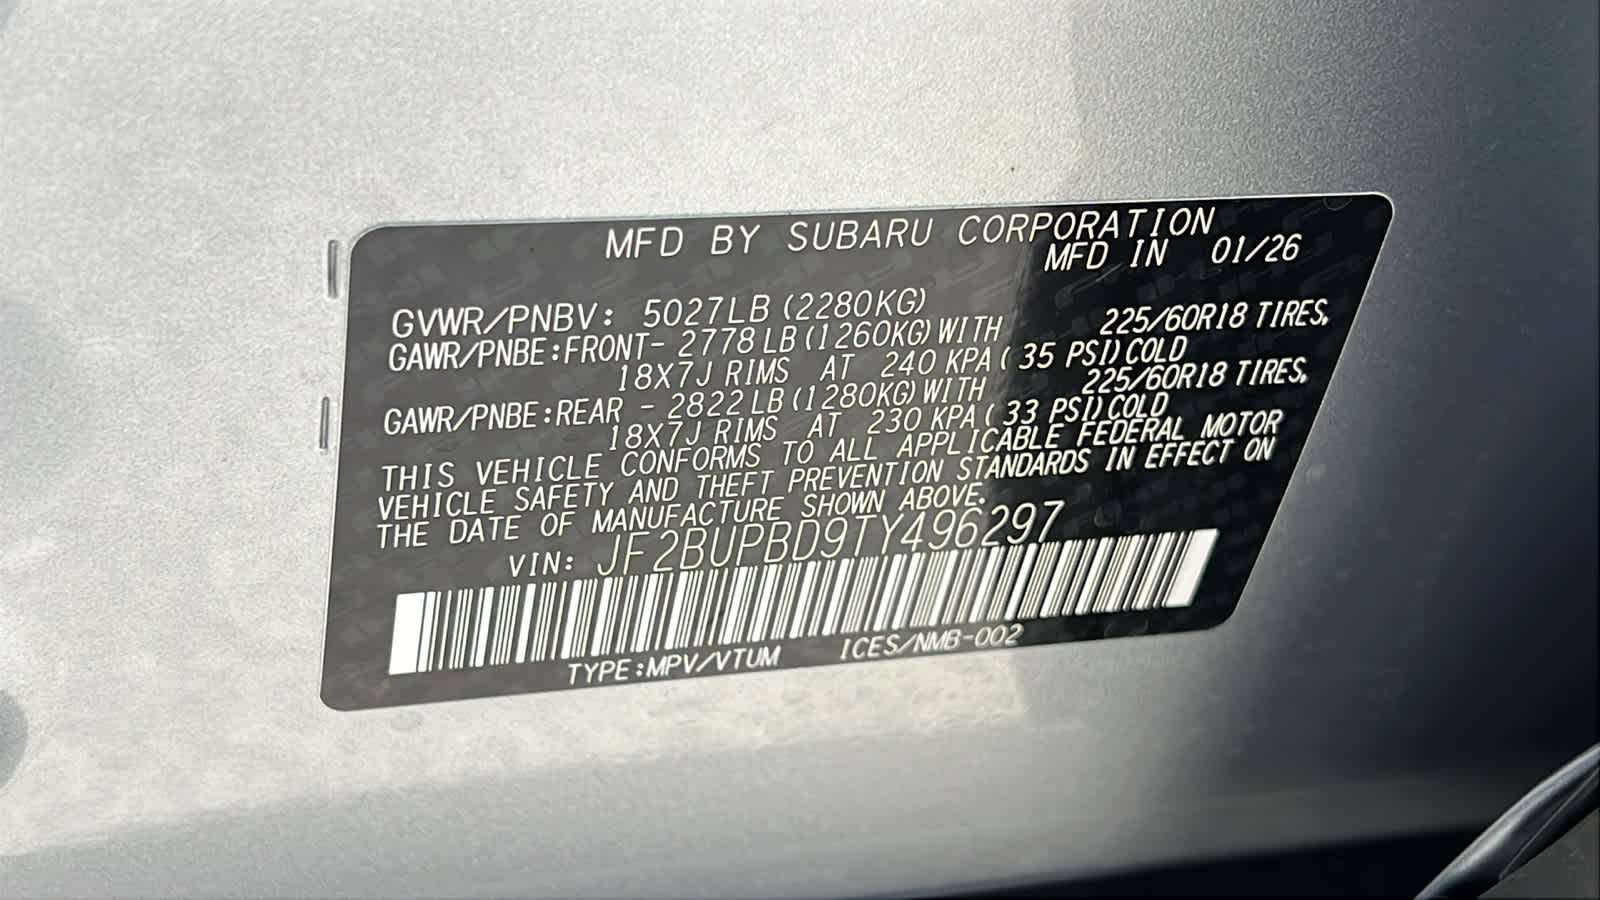 MFD BY SUBARU CORPORATION
MFD IN 01/26
GVWR/PNBV: 5027LB (2280KG)
GAWR/PNBE:FRONT- 2778 LB (1260KG) WITH 225/60R18 TIRES,
18X7J RIMS AT 240 KPA ( 35 PSI) COLD
GAWR/PNBE:REAR - 2822 LB (1280KG) WITH 225/60R18 TIRES,
18X7J RIMS AT 230 KPA ( 33 PSI) COLD
THIS VEHICLE CONFORMS TO ALL APPLICABLE FEDERAL MOTOR
VEHICLE SAFETY AND THEFT PREVENTION STANDARDS IN EFFECT ON
THE DATE OF MANUFACTURE SHOWN ABOVE.
VIN: JF2BUPBD9TY496297
TYPE:MPV/VTUM ICES/NMB-002